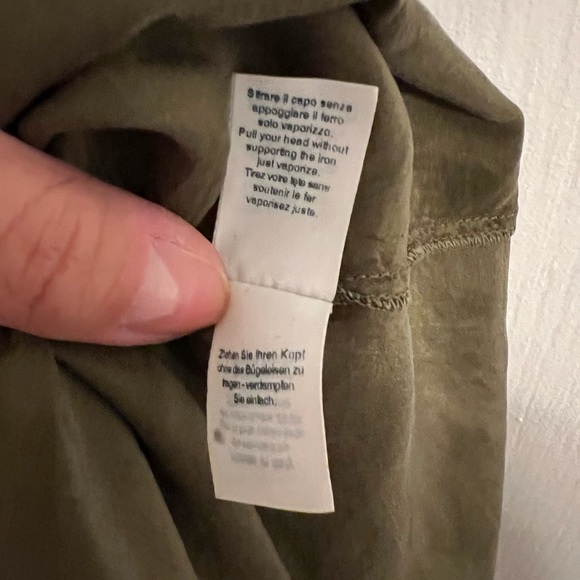 Stirare il capo senza
appoggiare il ferro
solo vaporizzo.
Pull your head without
supporting the iron
just vaporize.
Tirez votre tête sans
soutenir le fer
vaporisez juste.
Ziehen Sie Ihren Kopf
ohne das Bügeleisen zu
tragen - verdampfen
Sie einfach.